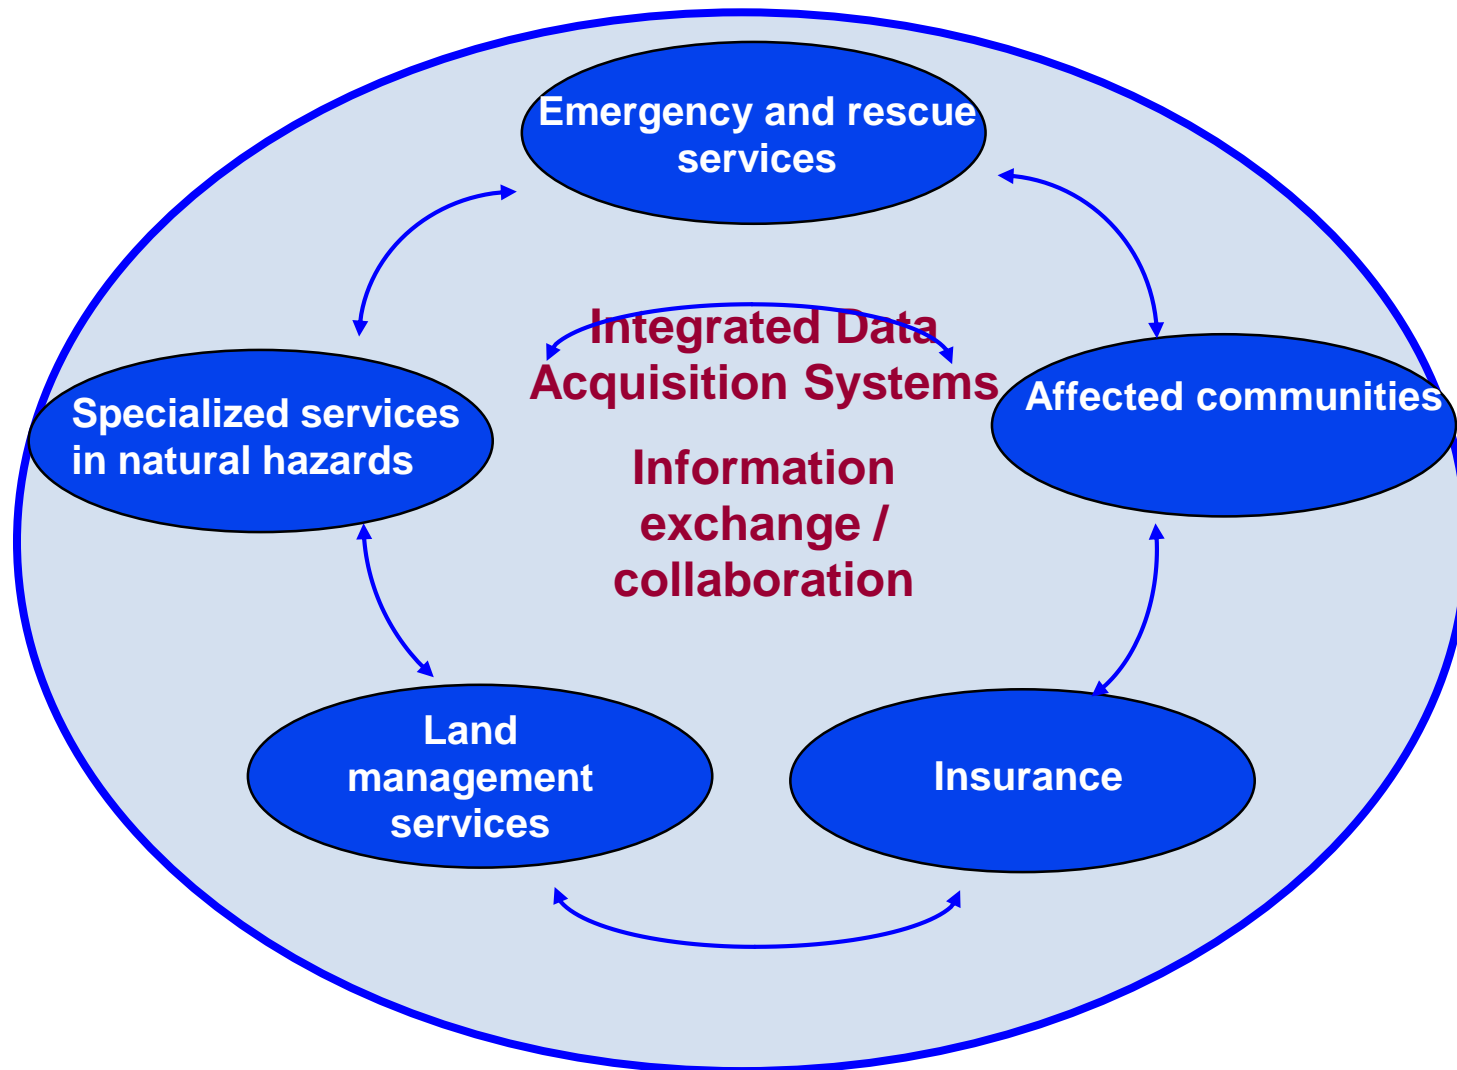 Emergency and rescue
services
Integrated Data
Acquisition Systems
Specialized services
in natural hazards
Affected communities
Information
exchange /
collaboration
Land
management
services
Insurance